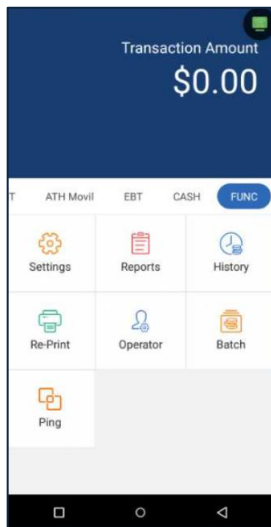 Transaction Amount
$0.00
T ATH Movil EBT CASH FUNC
Settings Reports History
Re-Print Operator Batch
Ping